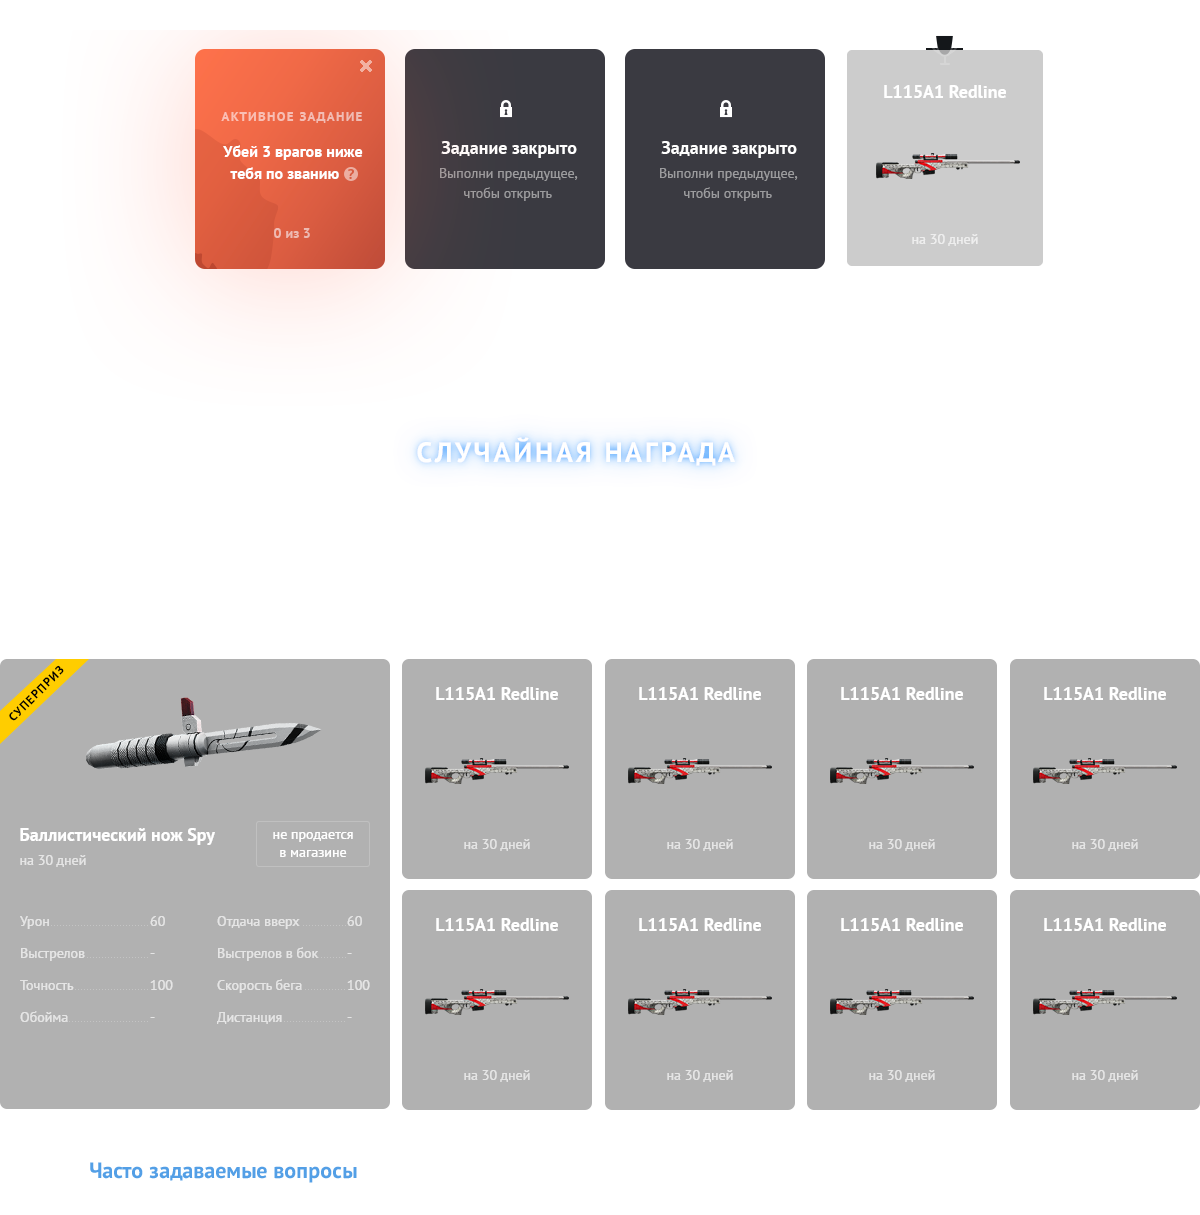 АКТИВНОЕ ЗАДАНИЕ
Убей 3 врагов ниже
тебя по званию ?
0 из 3
Задание закрыто
Выполни предыдущее,
чтобы открыть
Задание закрыто
Выполни предыдущее,
чтобы открыть
L115A1 Redline
на 30 дней
СЛУЧАЙНАЯ НАГРАДА
СУПЕРПРИЗ
Баллистический нож Spy
на 30 дней
не продается
в магазине
Урон 60
Выстрелов -
Точность 100
Обойма -
Отдача вверх 60
Выстрелов в бок -
Скорость бега 100
Дистанция -
L115A1 Redline
на 30 дней
L115A1 Redline
на 30 дней
L115A1 Redline
на 30 дней
L115A1 Redline
на 30 дней
L115A1 Redline
на 30 дней
L115A1 Redline
на 30 дней
L115A1 Redline
на 30 дней
L115A1 Redline
на 30 дней
Часто задаваемые вопросы